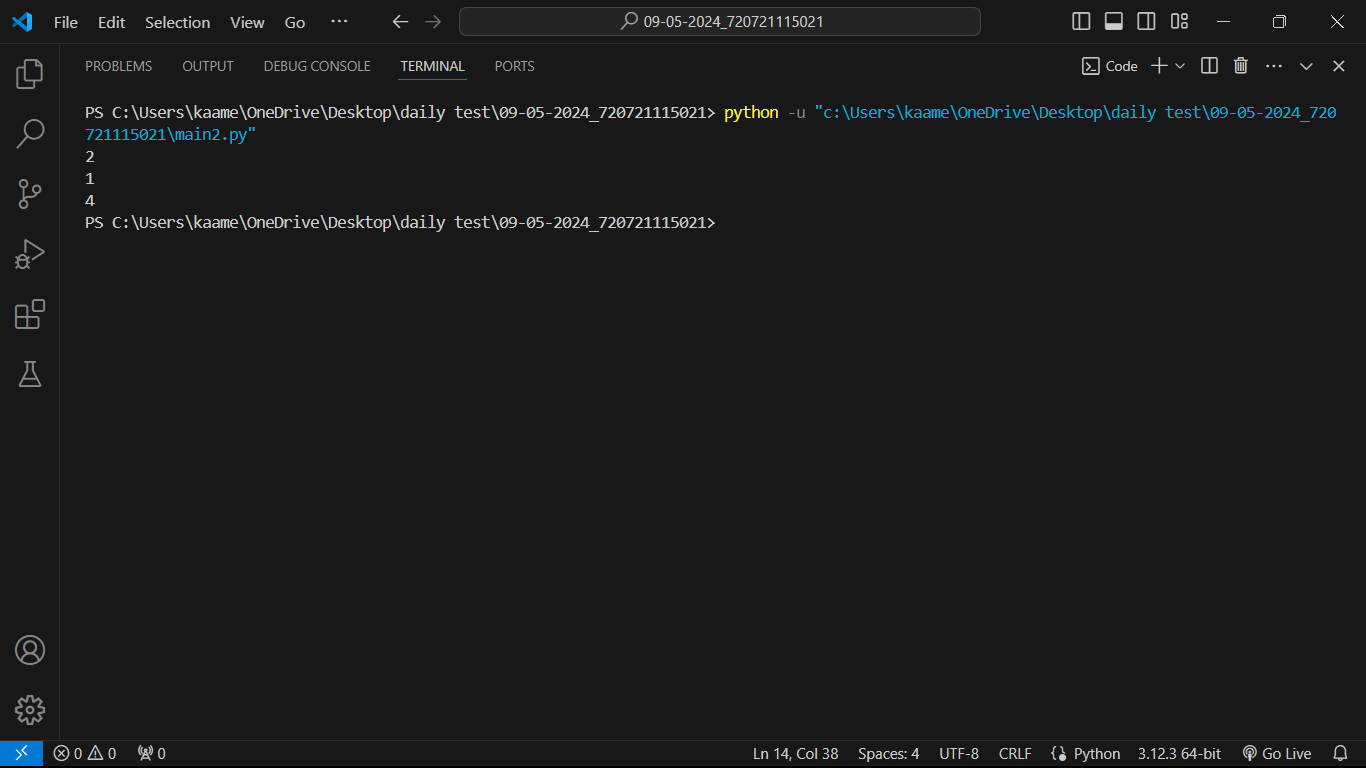 File Edit Selection View Go ··· 09-05-2024_720721115021
PROBLEMS OUTPUT DEBUG CONSOLE TERMINAL PORTS Code
PS C:\Users\kaame\OneDrive\Desktop\daily test\09-05-2024_720721115021> python -u "c:\Users\kaame\OneDrive\Desktop\daily test\09-05-2024_720
721115021\main2.py"
2
1
4
PS C:\Users\kaame\OneDrive\Desktop\daily test\09-05-2024_720721115021>
0 0 0 Ln 14, Col 38 Spaces: 4 UTF-8 CRLF Python 3.12.3 64-bit Go Live